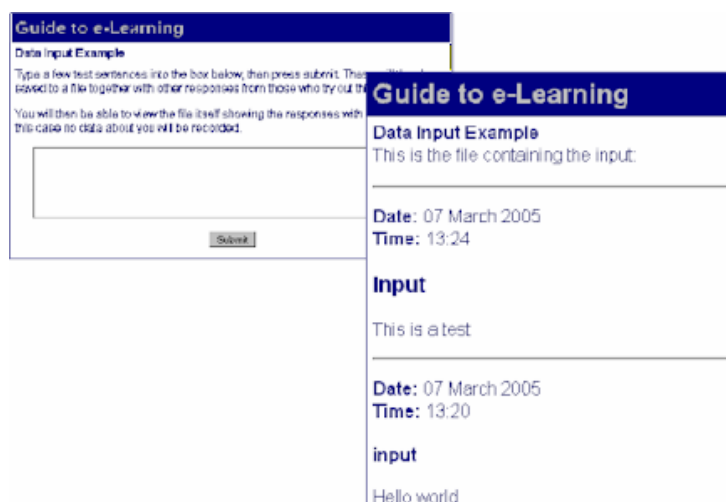 Guide to e-Learning
Data Input Example
Type a few test sentences into the box below, then press submit.
saved to a file together with other responses from those who try out
You will then be able to view the file itself showing the responses with
this case no data about you will be recorded.
Submit
Guide to e-Learning
Data Input Example
This is the file containing the input:
Date: 07 March 2005
Time: 13:24
Input
This is a test
Date: 07 March 2005
Time: 13:20
input
Hello world